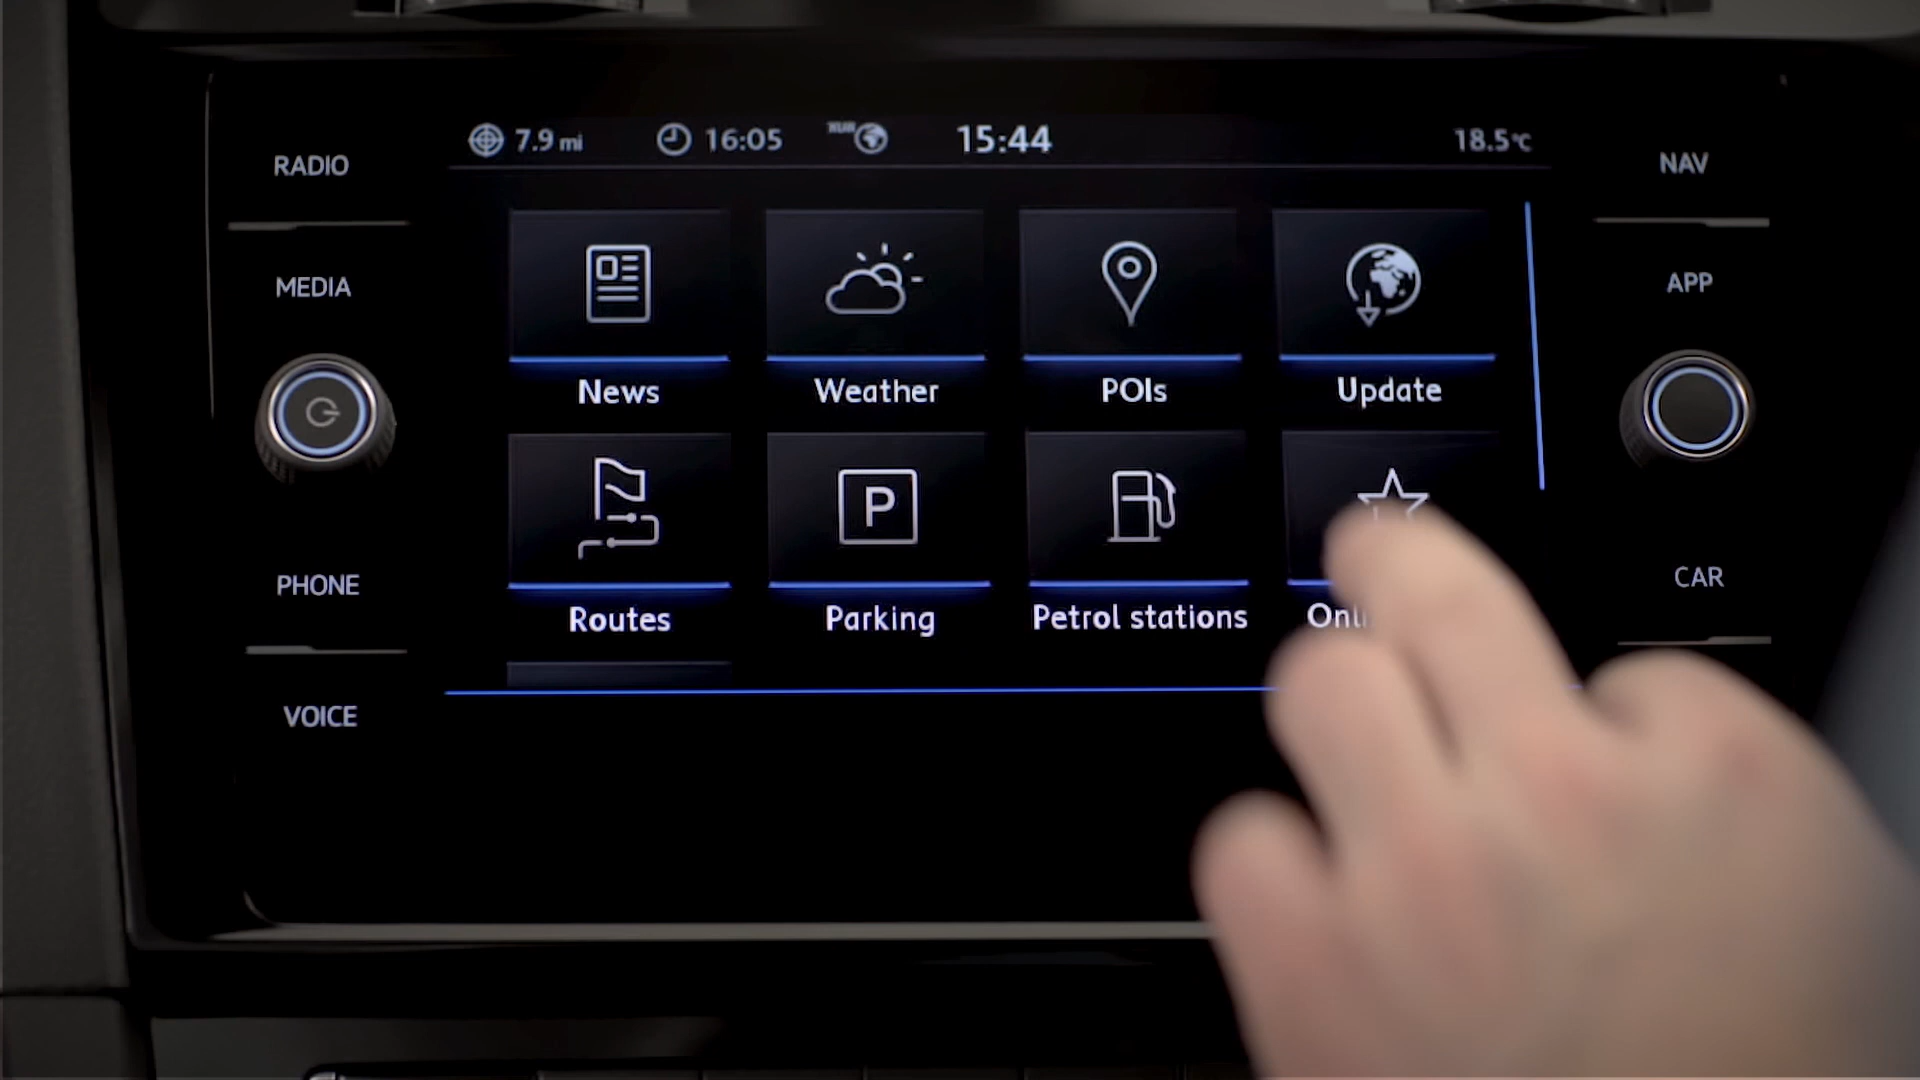 7.9 mi 16:05 WLAN 15:44 18.5°C
RADIO
NAV
MEDIA
APP
News Weather POIs Update
P
PHONE
CAR
Routes Parking Petrol stations
VOICE